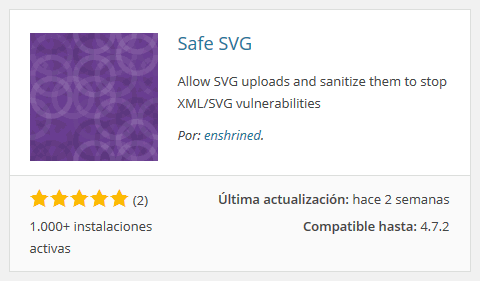 Safe SVG
Allow SVG uploads and sanitize them to stop
XML/SVG vulnerabilities
Por: enshrined.
(2)
1.000+ instalaciones
activas
Última actualización: hace 2 semanas
Compatible hasta: 4.7.2